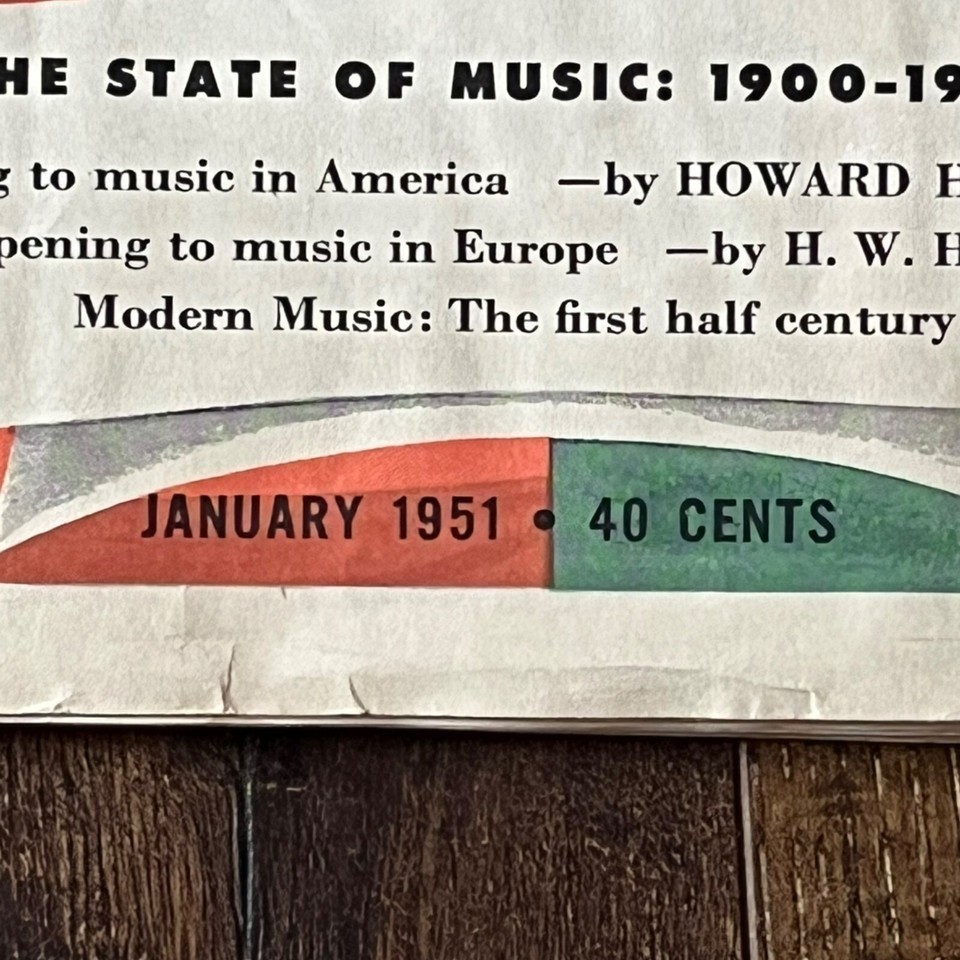 HE STATE OF MUSIC: 1900-19
g to music in America —by HOWARD H
pening to music in Europe —by H. W. H
Modern Music: The first half century
JANUARY 1951 • 40 CENTS